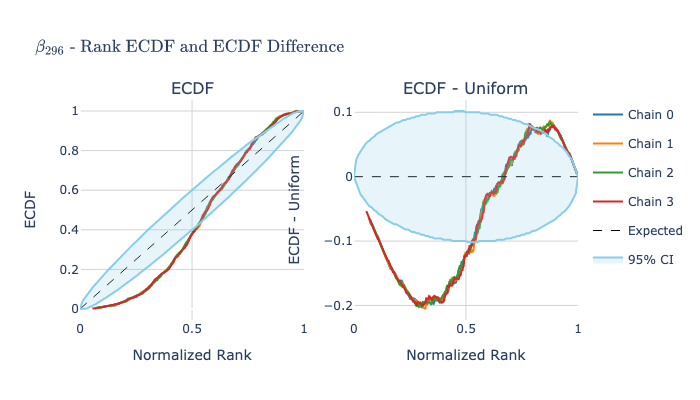 β₂₉₆ - Rank ECDF and ECDF Difference
ECDF
ECDF - Uniform
ECDF
1
0.8
0.6
0.4
0.2
0
0
0.5
1
Normalized Rank
ECDF - Uniform
0.1
0
−0.1
−0.2
0
0.5
1
Normalized Rank
Chain 0
Chain 1
Chain 2
Chain 3
Expected
95% CI